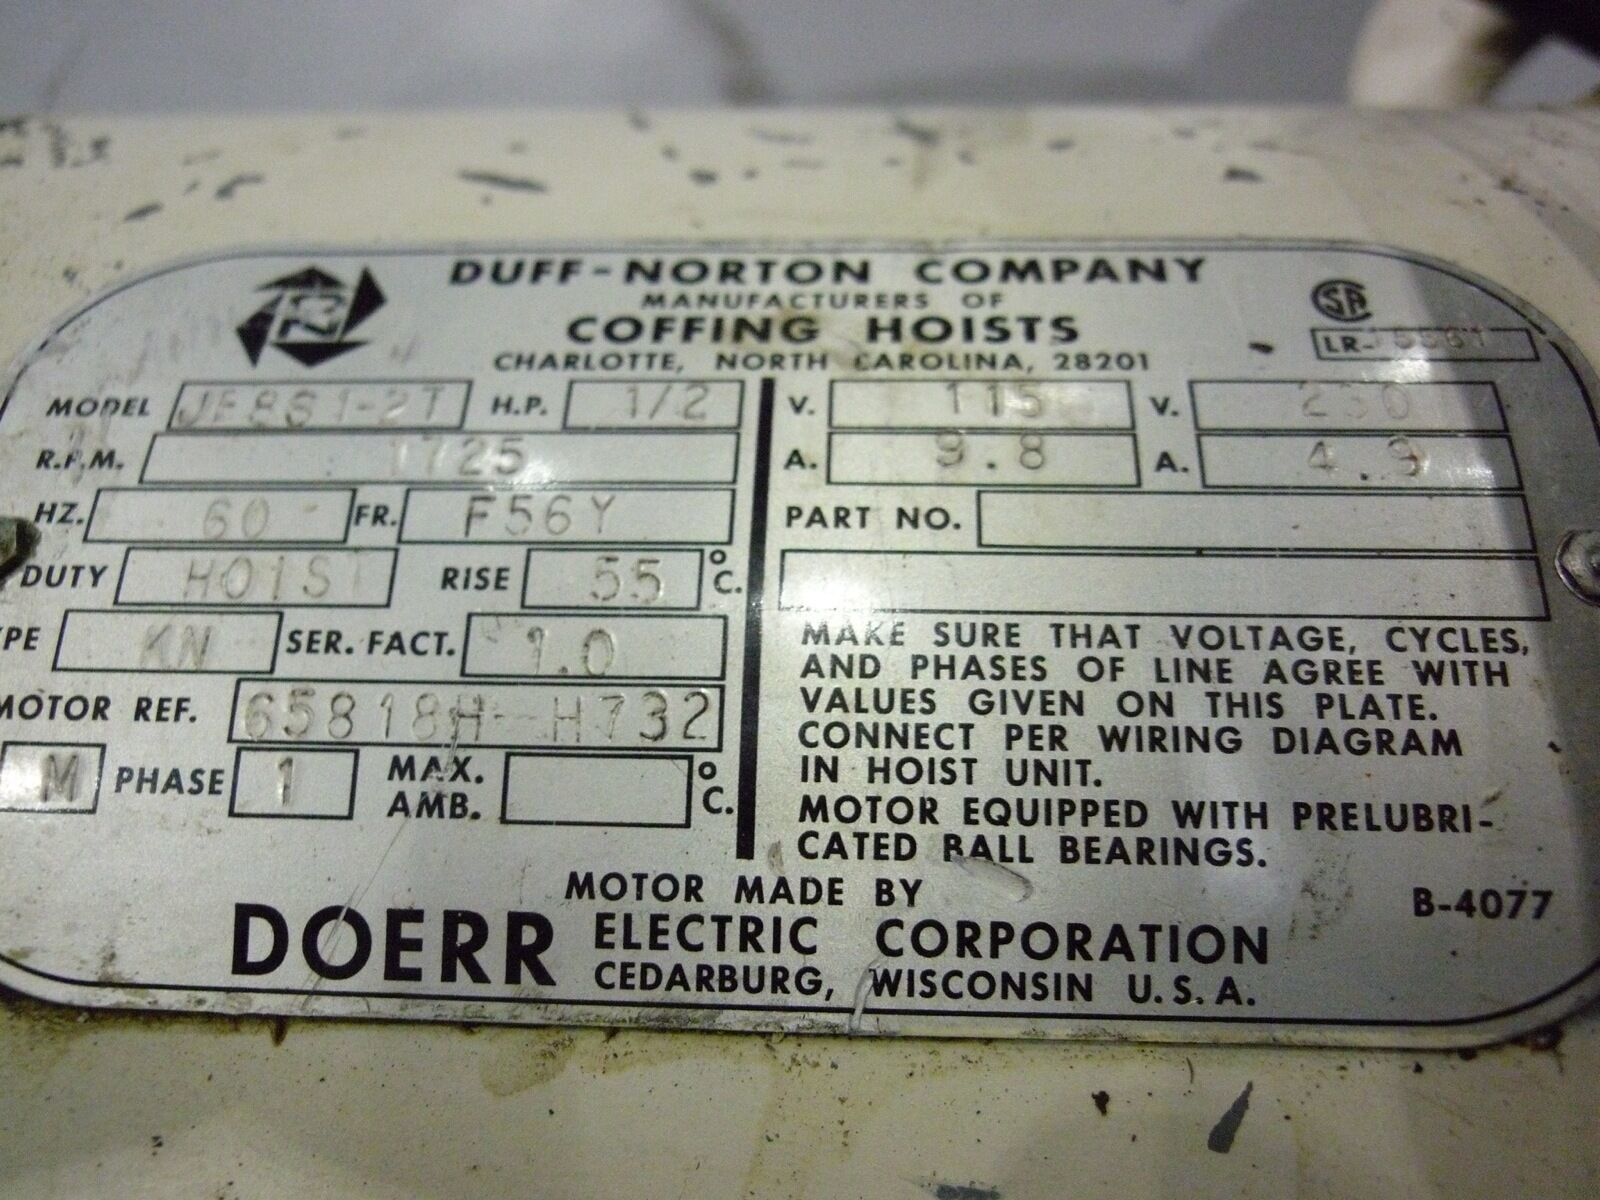 DUFF-NORTON COMPANY
MANUFACTURERS OF
COFFING HOISTS
CHARLOTTE, NORTH CAROLINA, 28201
LR-
MODEL H.P. 1/2
R.P.M. 1725
HZ. 60 FR. F56Y
DUTY HOIST RISE 55 °C.
KN SER. FACT. 1.0
MOTOR REF. 65818H-H732
M PHASE 1 MAX. AMB. °C.
V. 115 V. 230
A. 9.8 A. 4.9
PART NO.
MAKE SURE THAT VOLTAGE, CYCLES,
AND PHASES OF LINE AGREE WITH
VALUES GIVEN ON THIS PLATE.
CONNECT PER WIRING DIAGRAM
IN HOIST UNIT.
MOTOR EQUIPPED WITH PRELUBRI-
CATED BALL BEARINGS.
MOTOR MADE BY
B-4077
DOERR ELECTRIC CORPORATION
CEDARBURG, WISCONSIN U.S.A.